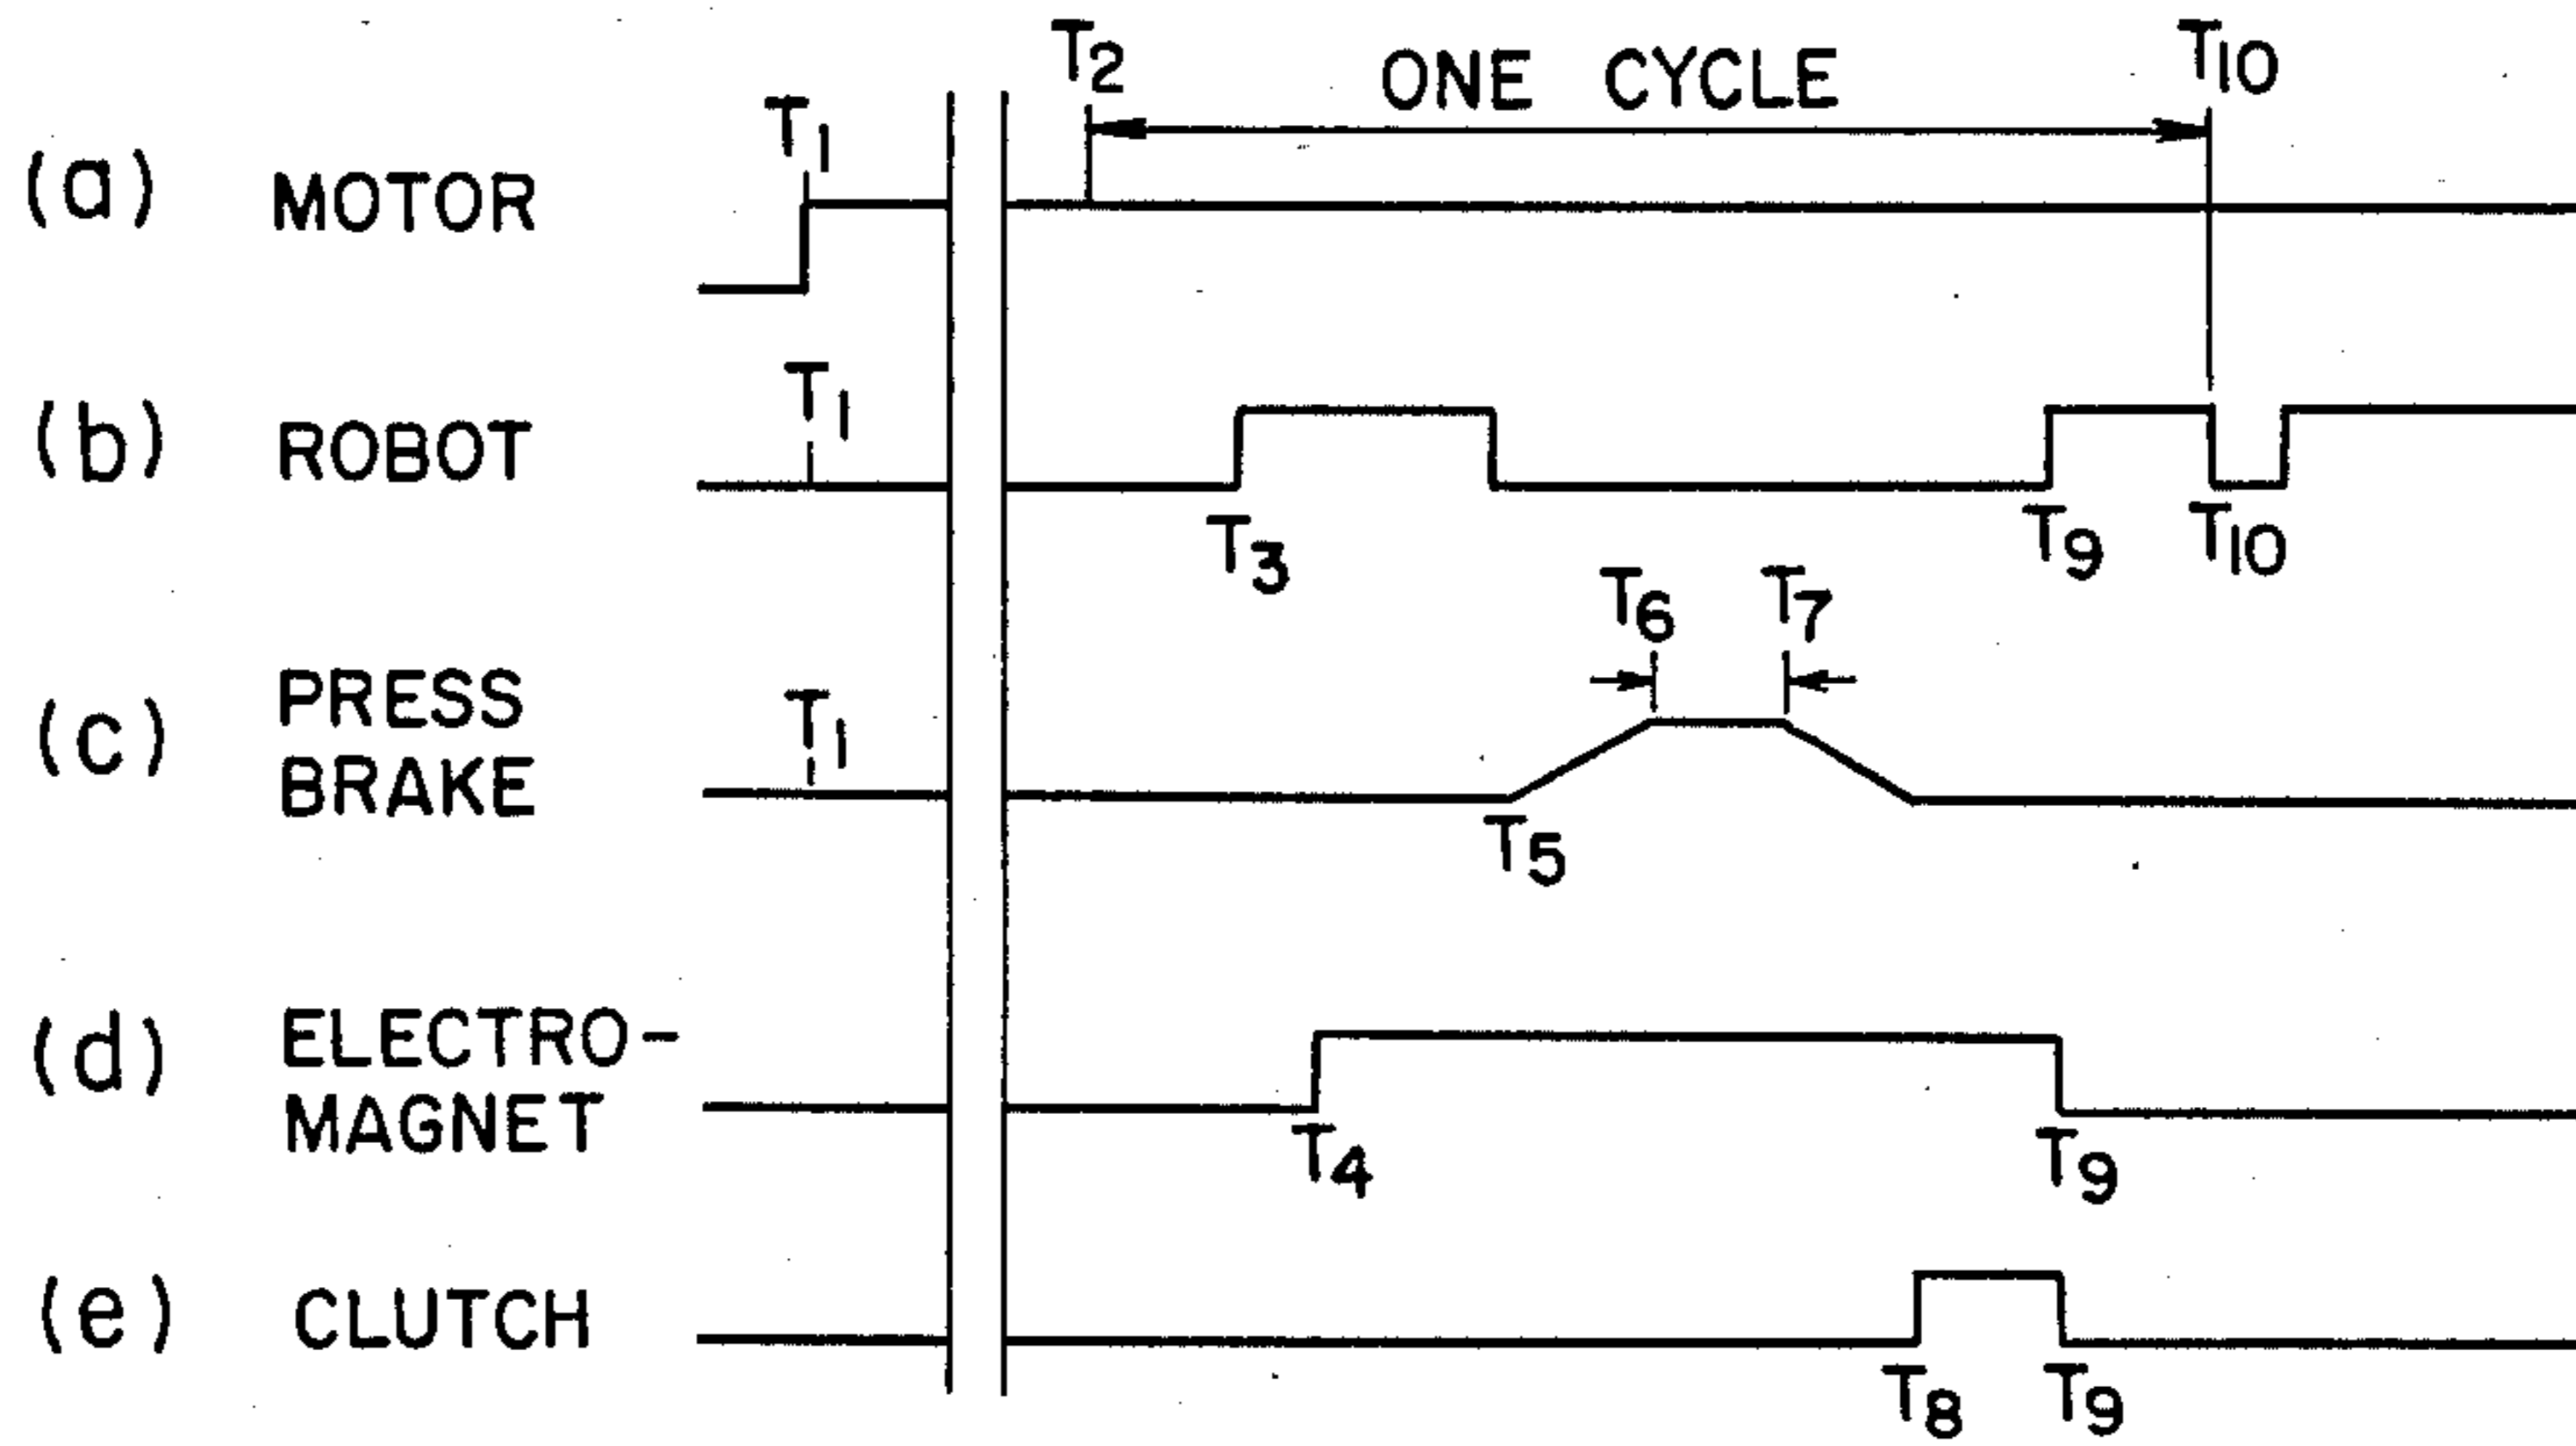 T2 ONE CYCLE T10
T1
(a) MOTOR
T1
(b) ROBOT
T3 T9 T10
T6 T7
(c) PRESS BRAKE
T1
T5
(d) ELECTRO-
MAGNET
T4 T9
(e) CLUTCH
T8 T9